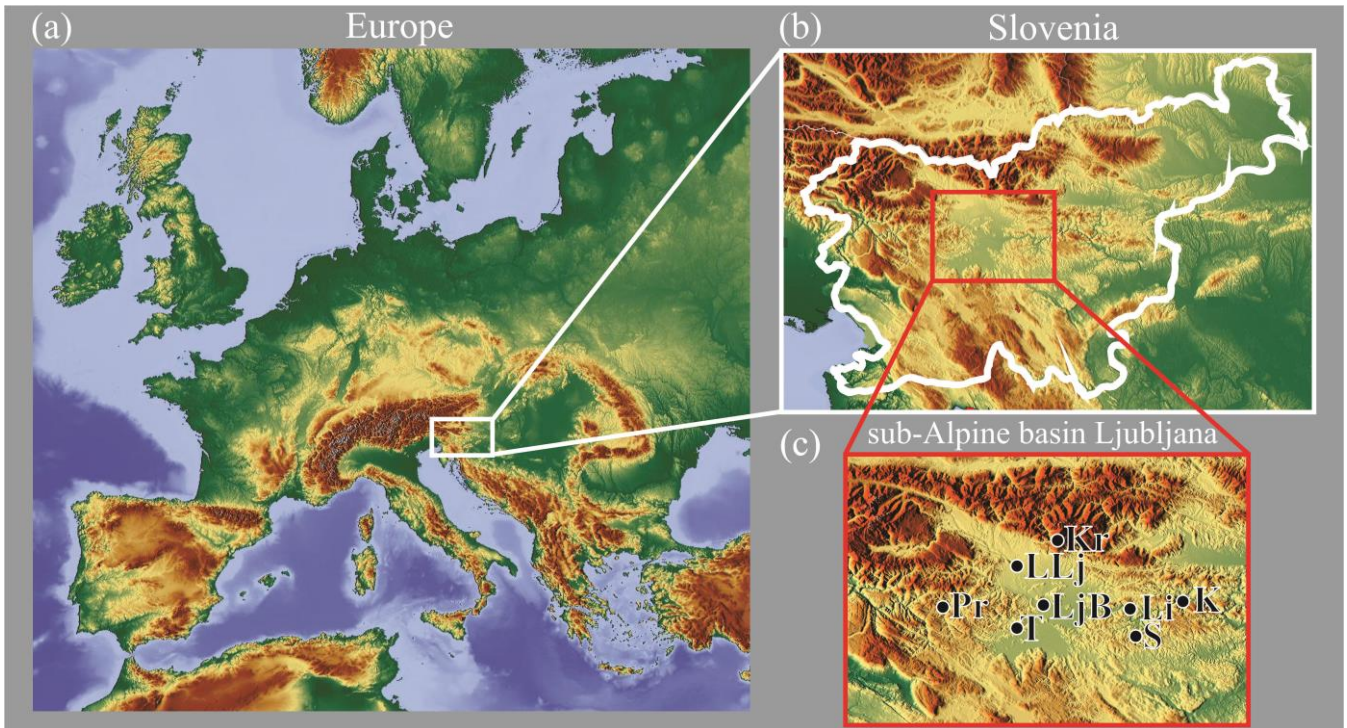 (a) Europe
(b) Slovenia
(c) sub-Alpine basin Ljubljana
Kr
LLj
Pr
LjB
Li
K
T
S